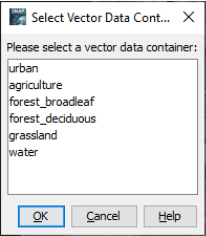 Select Vector Data Cont...
Please select a vector data container:
urban
agriculture
forest_broadleaf
forest_deciduous
grassland
water
OK Cancel Help